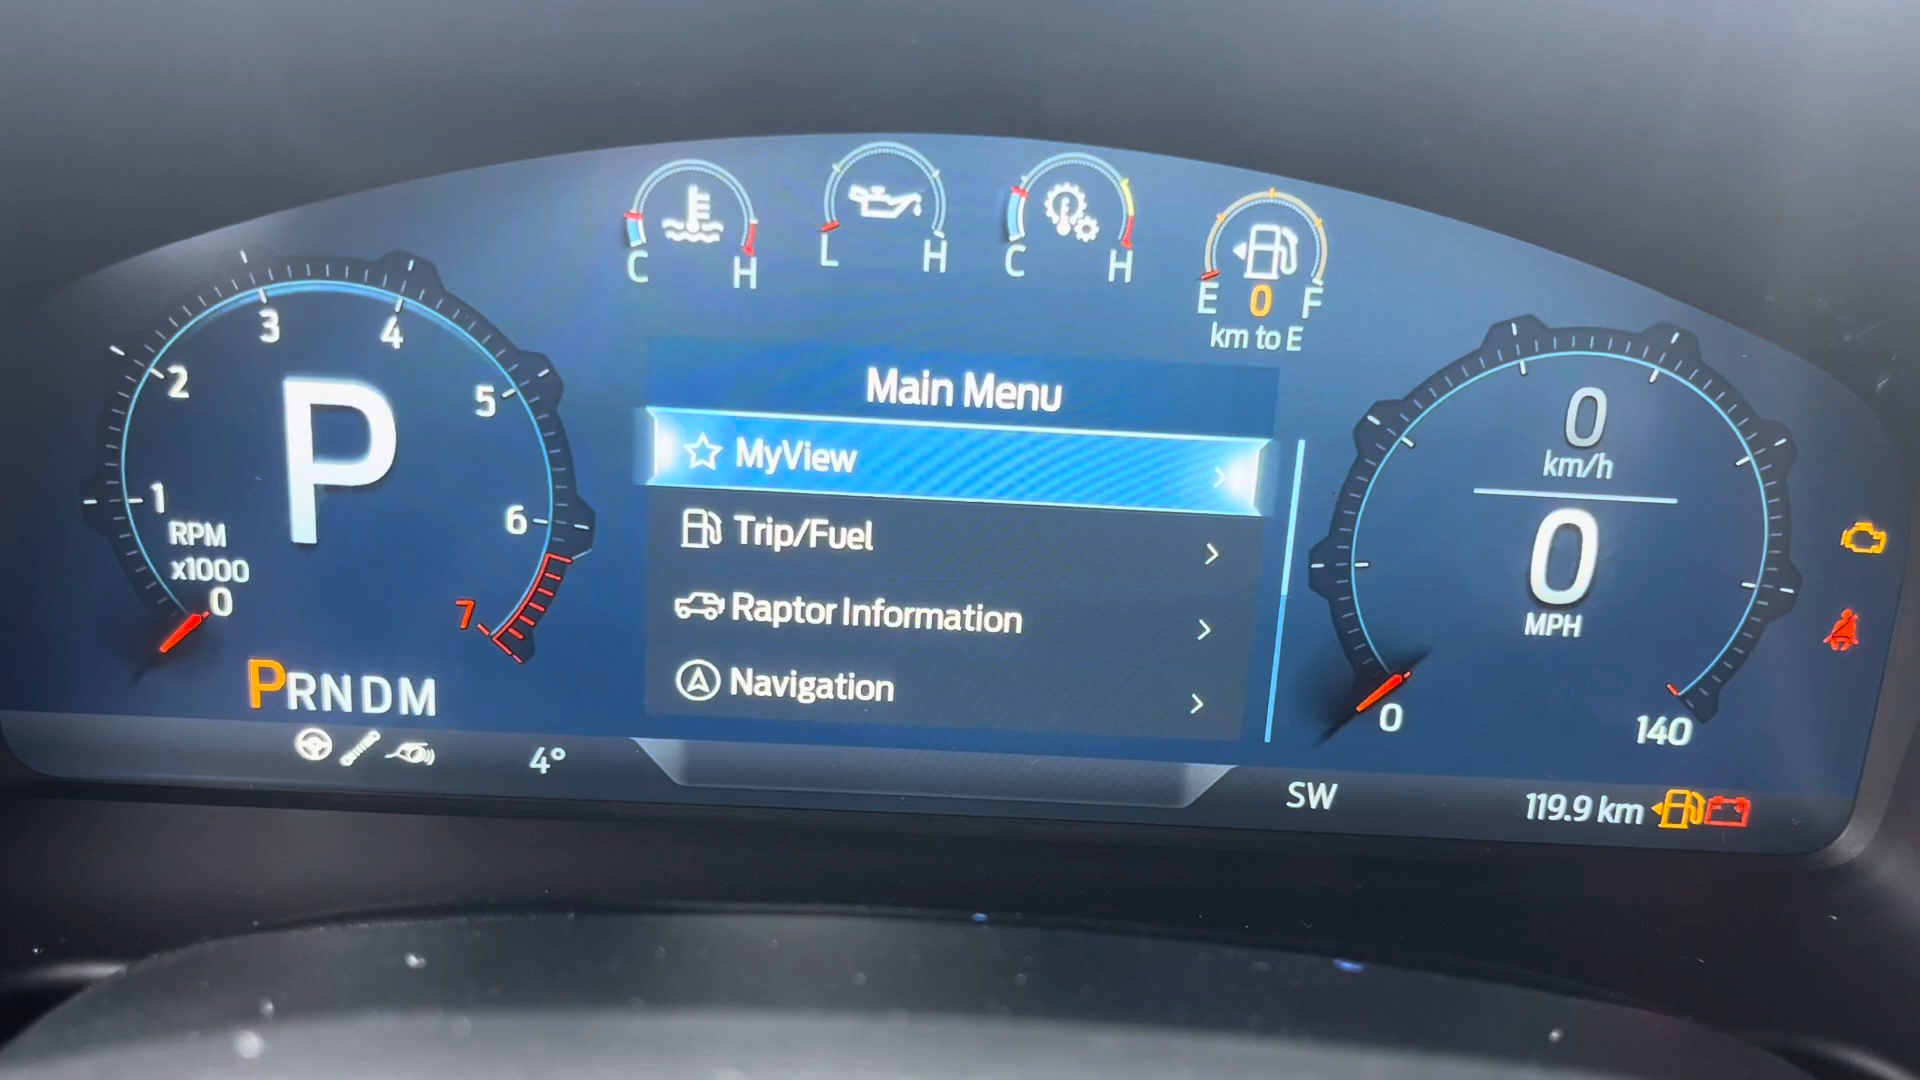 C H
L H
C H
E 0 F
km to E
Main Menu
MyView
Trip/Fuel
Raptor Information
Navigation
0 1 2 3 4 5 6 7
P
RPM
x1000
PRNDM
4°
0
km/h
0
MPH
0 140
SW
119.9 km